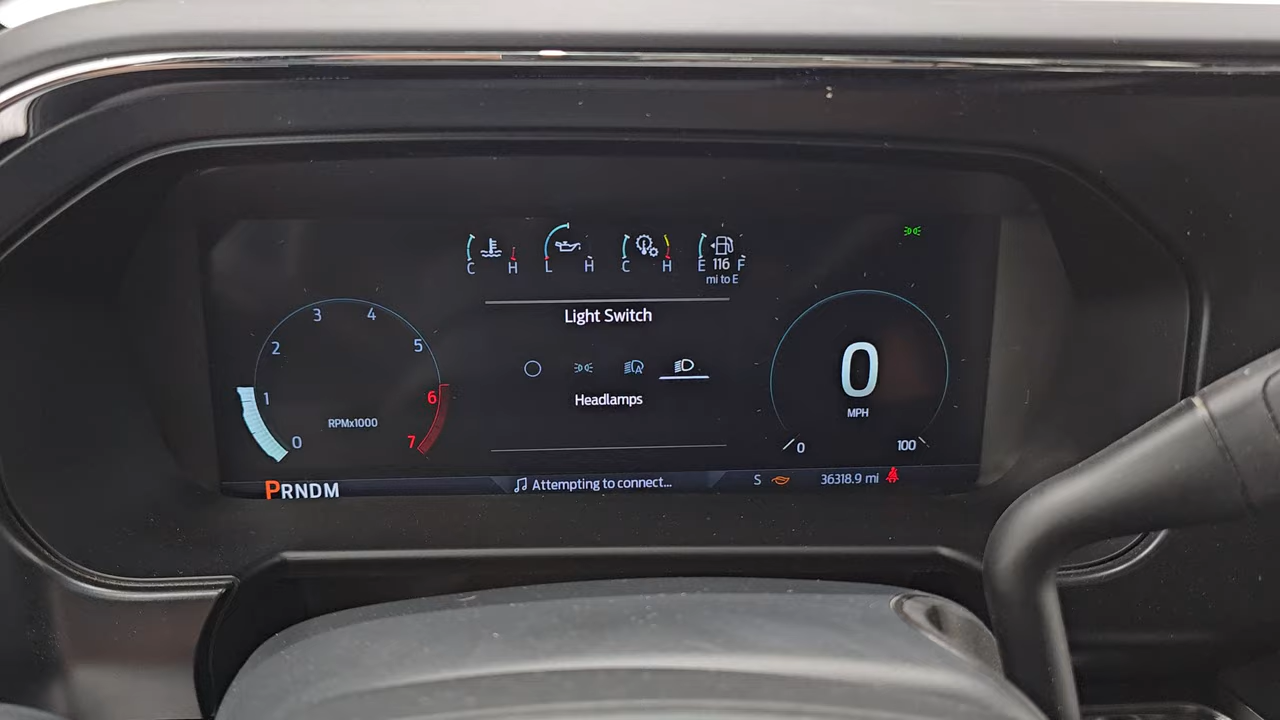 C H
L H
C H
E 116 F
mi to E
Light Switch
A
Headlamps
0
1
2
3
4
5
6
7
RPMx1000
0
MPH
0
100
PRNDM
Attempting to connect...
S
36318.9 mi